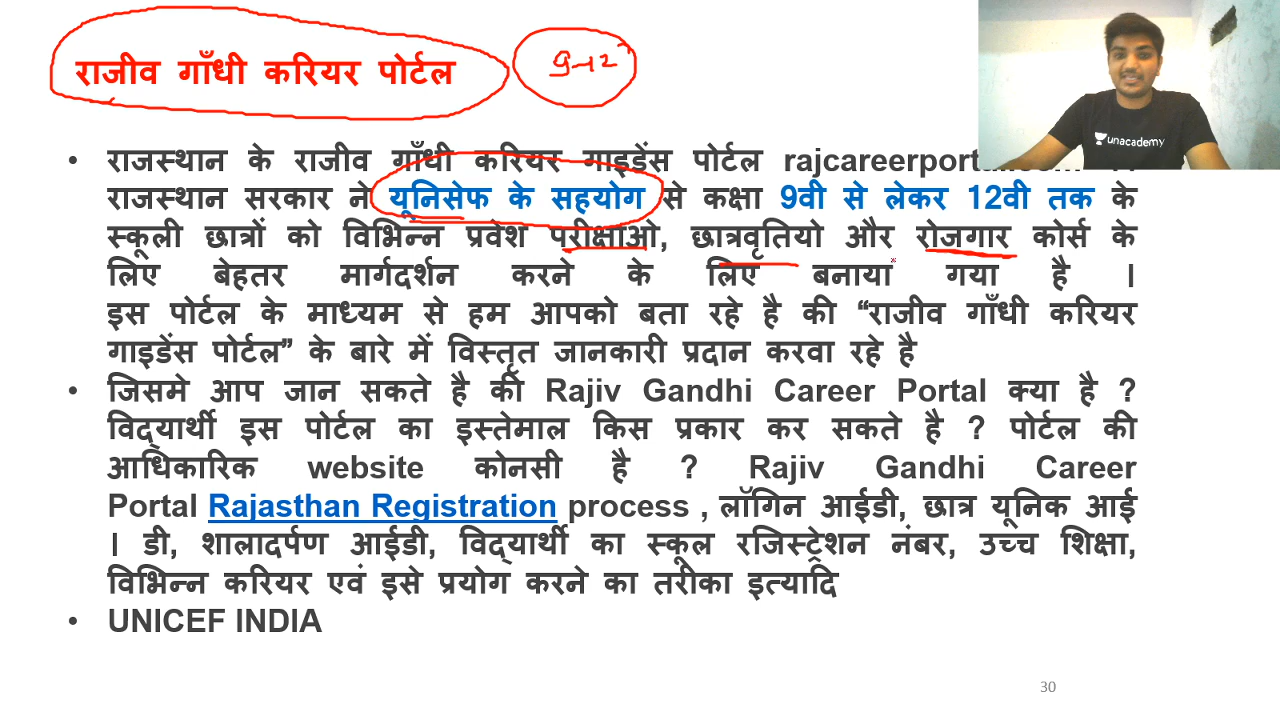 राजीव गाँधी करियर पोर्टल
9-12
unacademy
• राजस्थान के राजीव गाँधी करियर गाइडेंस पोर्टल
राजस्थान सरकार ने यूनिसेफ के सहयोग से कक्षा 9वी से लेकर 12वी तक के
स्कूली छात्रों को विभिन्न प्रवेश परीक्षाओ, छात्रवृतियो और रोजगार कोर्स के
लिए बेहतर मार्गदर्शन करने के लिए बनाया गया है |
इस पोर्टल के माध्यम से हम आपको बता रहे है की “राजीव गाँधी करियर
गाइडेंस पोर्टल” के बारे में विस्तृत जानकारी प्रदान करवा रहे है
• जिसमे आप जान सकते है की Rajiv Gandhi Career Portal क्या है ?
विद्यार्थी इस पोर्टल का इस्तेमाल किस प्रकार कर सकते है ? पोर्टल की
आधिकारिक website कोनसी है ? Rajiv Gandhi Career
Portal Rajasthan Registration process , लॉगिन आईडी, छात्र यूनिक आई
| डी, शालादर्पण आईडी, विद्यार्थी का स्कूल रजिस्ट्रेशन नंबर, उच्च शिक्षा,
विभिन्न करियर एवं इसे प्रयोग करने का तरीका इत्यादि
• UNICEF INDIA
30